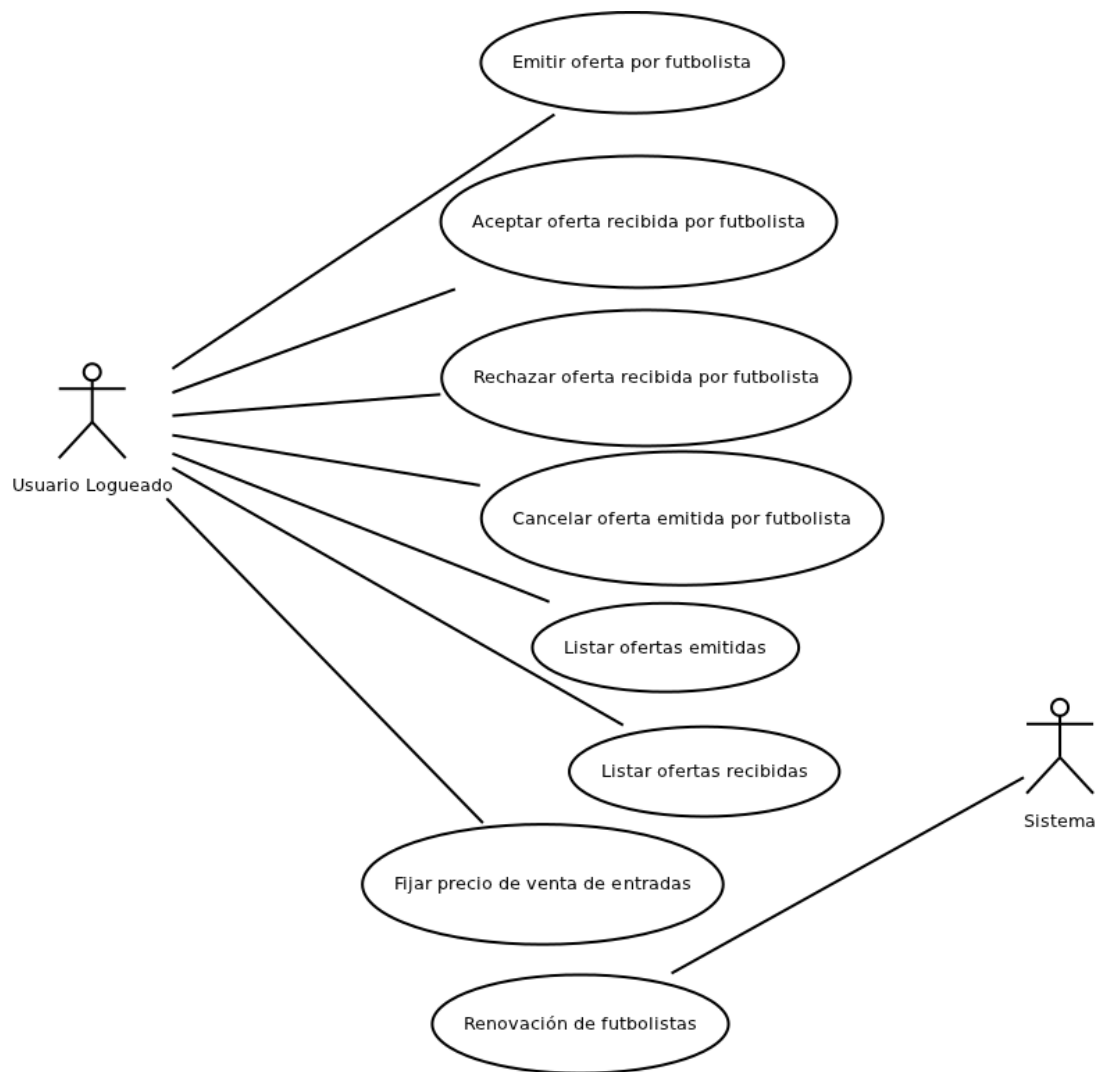 Emitir oferta por futbolista
Aceptar oferta recibida por futbolista
Rechazar oferta recibida por futbolista
Usuario Logueado
Cancelar oferta emitida por futbolista
Listar ofertas emitidas
Listar ofertas recibidas
Sistema
Fijar precio de venta de entradas
Renovación de futbolistas